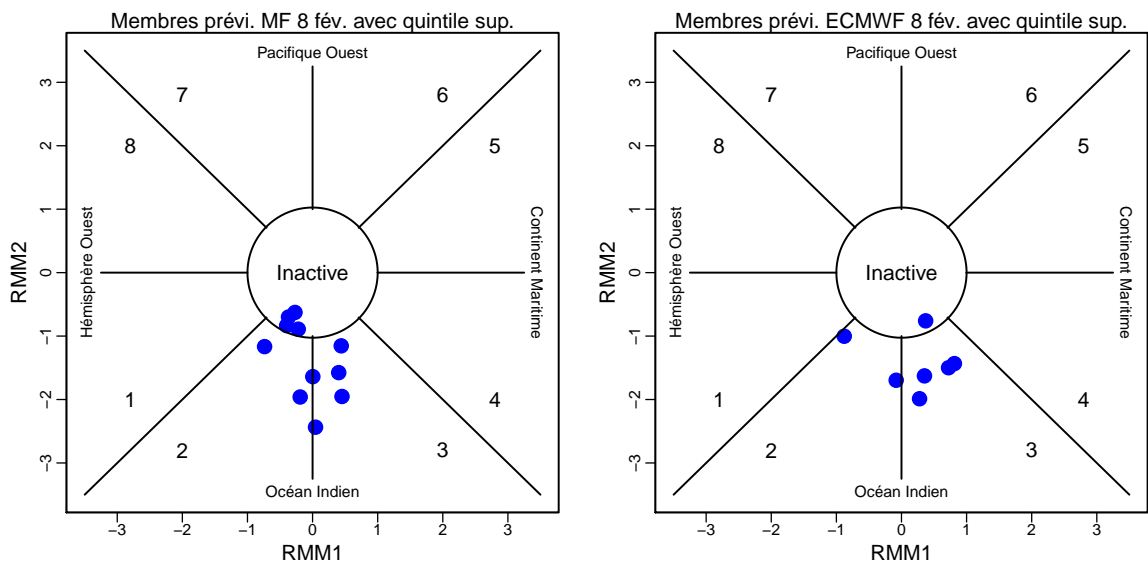 Membres prévi. MF 8 fév. avec quintile sup.
Pacifique Ouest
7
6
8
5
Hémisphère Ouest
Inactive
Continent Maritime
1
4
2
3
Océan Indien
RMM2
3
2
1
0
−1
−2
−3
−3
−2
−1
0
1
2
3
RMM1
Membres prévi. ECMWF 8 fév. avec quintile sup.
Pacifique Ouest
7
6
8
5
Hémisphère Ouest
Inactive
Continent Maritime
1
4
2
3
Océan Indien
RMM2
3
2
1
0
−1
−2
−3
−3
−2
−1
0
1
2
3
RMM1